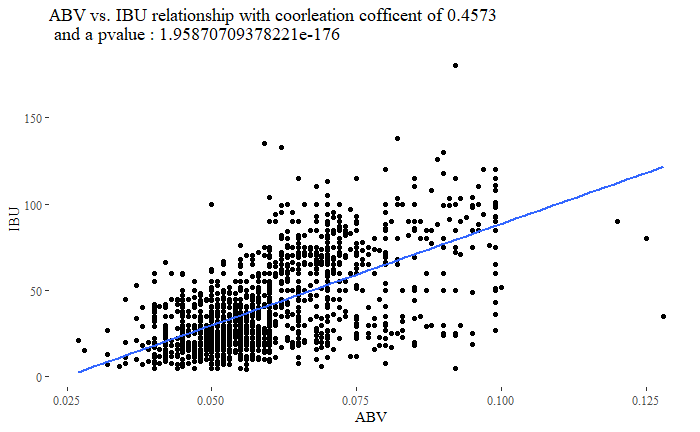 ABV vs. IBU relationship with coorleation cofficent of 0.4573
and a pvalue : 1.95870709378221e-176
150
100
50
0
IBU
0.025 0.050 0.075 0.100 0.125
ABV